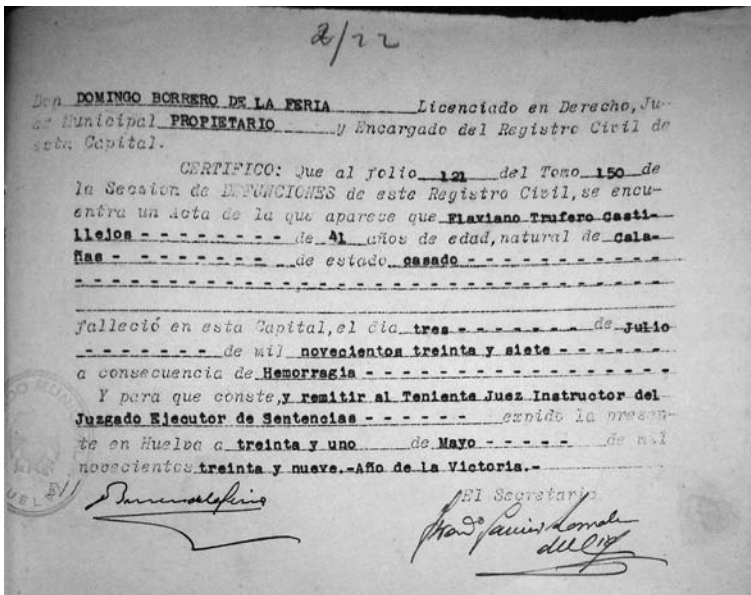 2/22
Don DOMINGO BORRERO DE LA FERIA Licenciado en Derecho, Ju-
ez Municipal PROPIETARIO y Encargado del Registro Civil de
esta Capital.
CERTIFICO: Que al folio 121 del Tomo 150 de
la Seccion de DEFUNCIONES de este Registro Civil, se encu-
entra un Acta de la que aparece que Flaviano Trufero Casti-
llejos - - - - - - - - de 41 años de edad, natural de Cala-
ñas - - - - - - - - de estado casado - - - - - - - - - - -
falleció en esta Capital, el dia tres - - - - - - - de Julio
- - - - - - - de mil novecientos treinta y siete - - - - - - -
a consecuencia de Hemorragia - - - - - - - - - - - - - - -
Y para que conste, y remitir al Teniente Juez Instructor del
Juzgado Ejecutor de Sentencias - - - - - - expido la presen-
te en Huelva a treinta y uno de Mayo - - - - - de mil
novecientos treinta y nueve.-Año de la Victoria.-
El Secretario